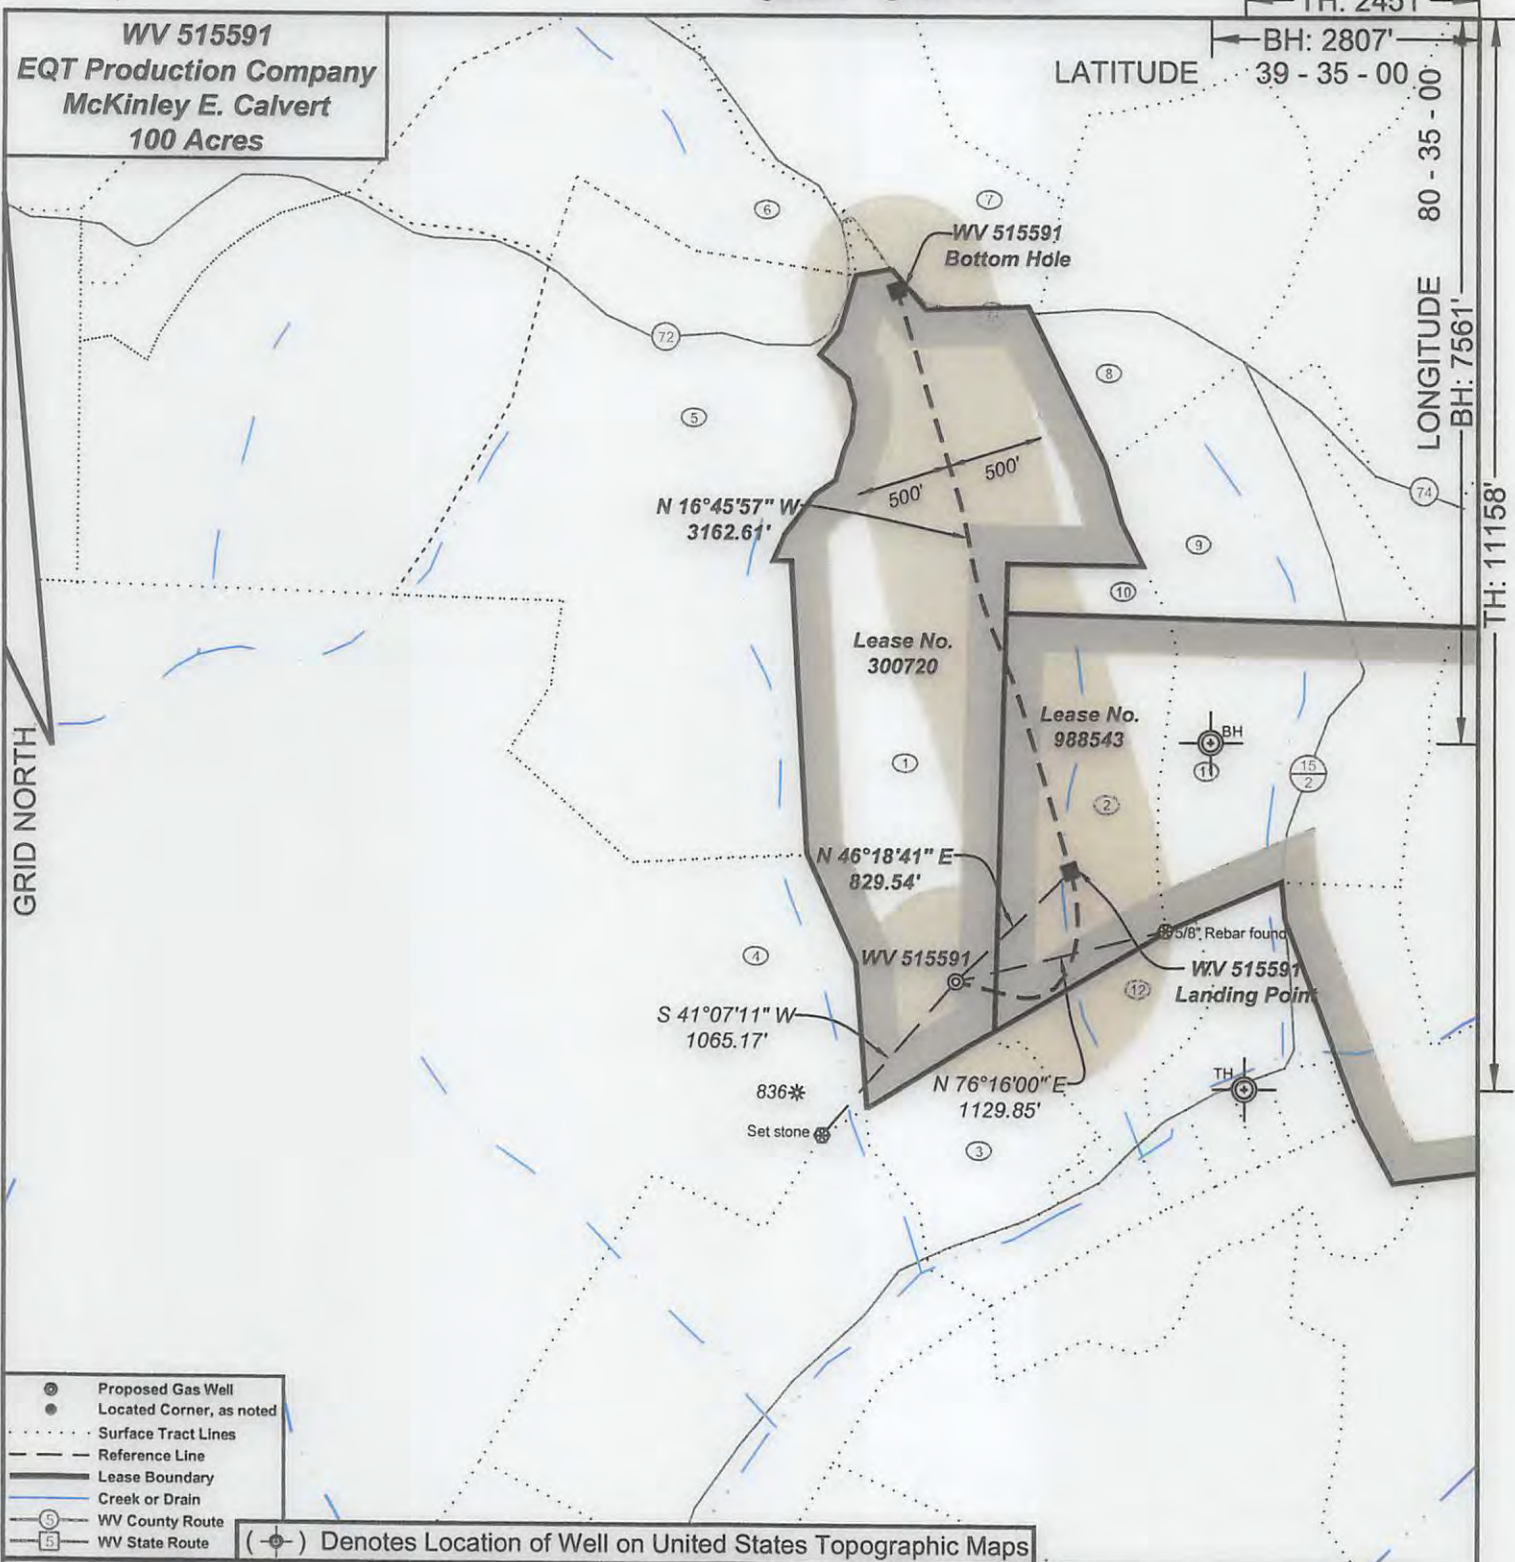 TH: 2451'
WV 515591
EQT Production Company
McKinley E. Calvert
100 Acres
BH: 2807'
LATITUDE 39 - 35 - 00
LONGITUDE 80 - 35 - 00
BH: 7561'
TH: 11158'
6
7
WV 515591
Bottom Hole
72
8
5
500'
500'
74
N 16°45'57" W
3162.61'
9
10
Lease No.
300720
Lease No.
988543
BH
1
11
15
2
2
GRID NORTH
N 46°18'41" E
829.54'
5/8" Rebar found
4
WV 515591
WV 515591
Landing Point
12
S 41°07'11" W
1065.17'
TH
N 76°16'00" E
1129.85'
836
Set stone
3
Proposed Gas Well
Located Corner, as noted
Surface Tract Lines
Reference Line
Lease Boundary
Creek or Drain
5 WV County Route
5 WV State Route
( ) Denotes Location of Well on United States Topographic Maps